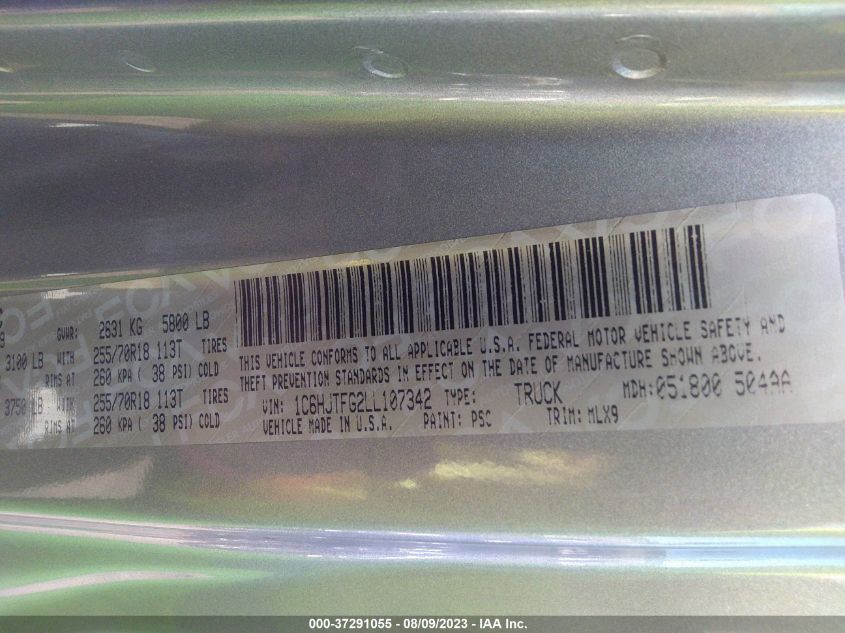 GVWR: 2631 KG 5800 LB
3100 LB WITH 255/70R18 113T TIRES
RIMS AT 260 KPA ( 38 PSI) COLD
3750 LB WITH 255/70R18 113T TIRES
RIMS AT 260 KPA ( 38 PSI) COLD
THIS VEHICLE CONFORMS TO ALL APPLICABLE U.S.A. FEDERAL MOTOR VEHICLE SAFETY AND
THEFT PREVENTION STANDARDS IN EFFECT ON THE DATE OF MANUFACTURE SHOWN ABOVE.
VIN: 1C6HJTFG2LL107342 TYPE: TRUCK MDH: 051800 504AA
VEHICLE MADE IN U.S.A. PAINT: PSC TRIM: MLX9
000-37291055 - 08/09/2023 - IAA Inc.